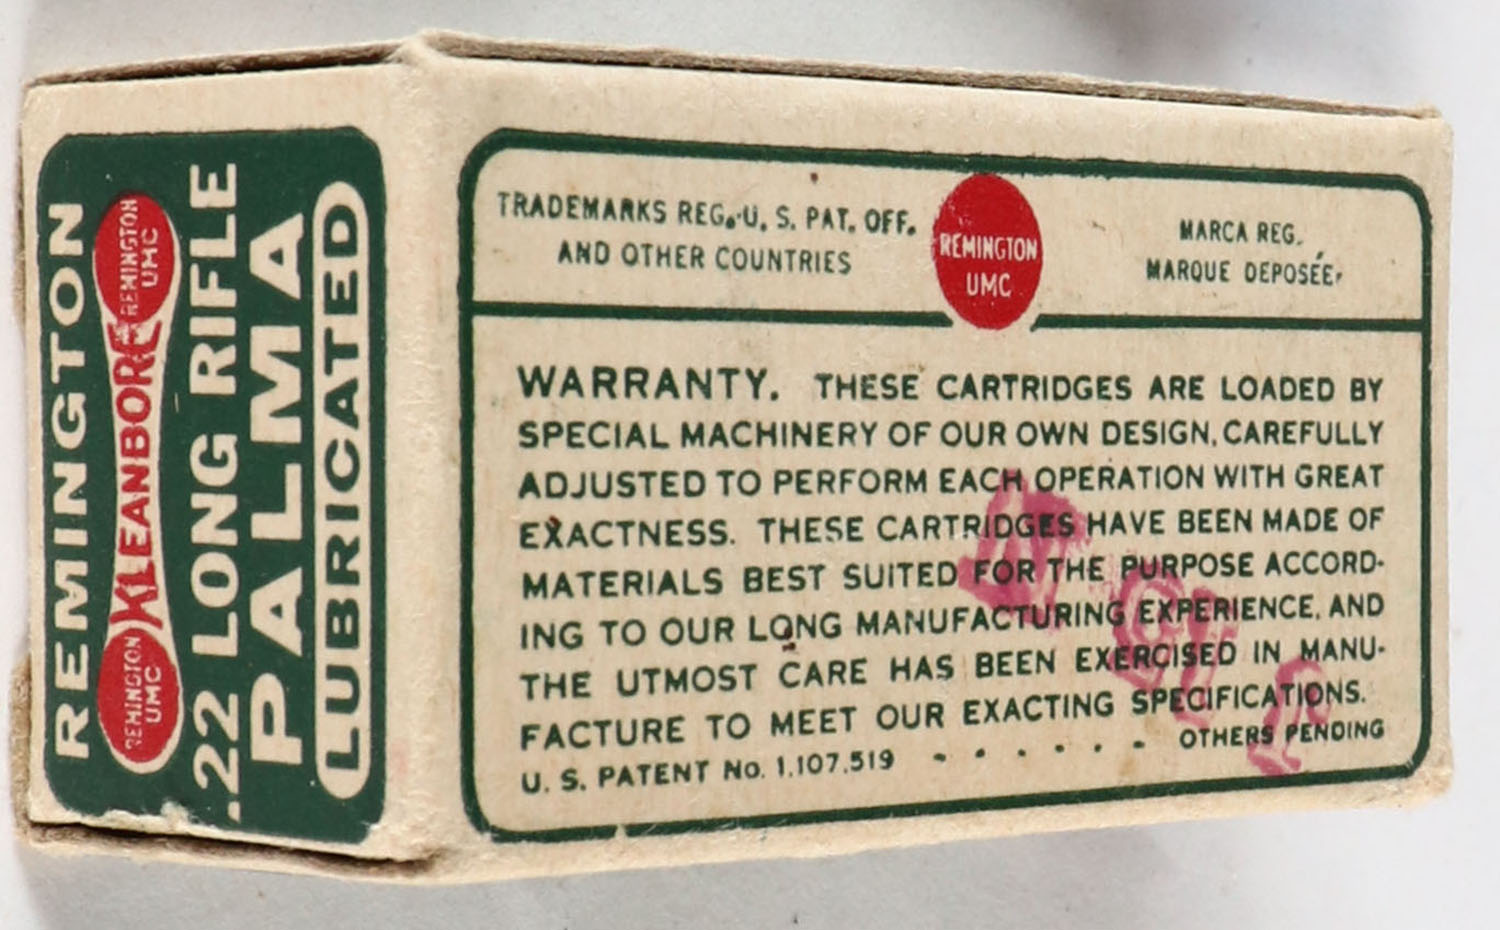 REMINGTON
REMINGTON
UMC
KLEANBORE
REMINGTON
UMC
.22 LONG RIFLE
PALMA
LUBRICATED
TRADEMARKS REG. U. S. PAT. OFF.
AND OTHER COUNTRIES
REMINGTON
UMC
MARCA REG.
MARQUE DEPOSÉE.
WARRANTY. THESE CARTRIDGES ARE LOADED BY
SPECIAL MACHINERY OF OUR OWN DESIGN, CAREFULLY
ADJUSTED TO PERFORM EACH OPERATION WITH GREAT
EXACTNESS. THESE CARTRIDGES HAVE BEEN MADE OF
MATERIALS BEST SUITED FOR THE PURPOSE ACCORD-
ING TO OUR LONG MANUFACTURING EXPERIENCE, AND
THE UTMOST CARE HAS BEEN EXERCISED IN MANU-
FACTURE TO MEET OUR EXACTING SPECIFICATIONS.
U. S. PATENT No. 1,107,519 - - - - - - OTHERS PENDING